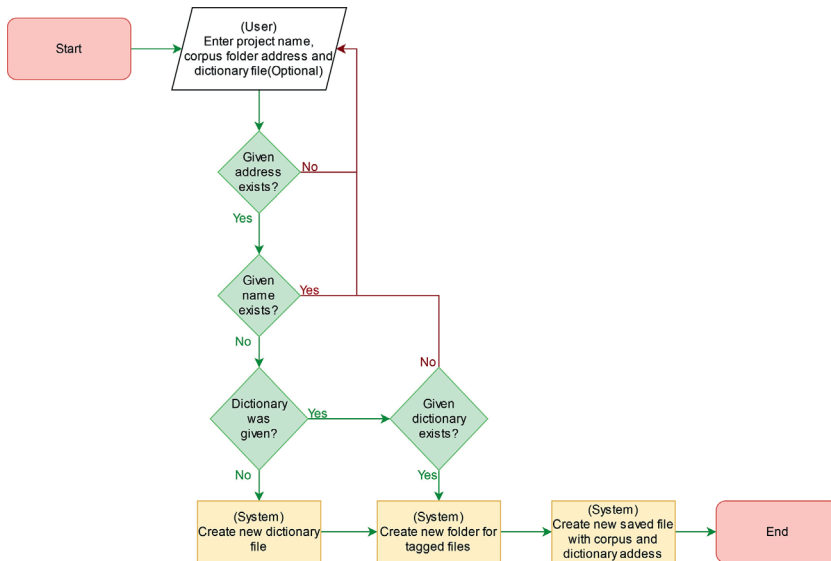 Start
(User)
Enter project name,
corpus folder address and
dictionary file(Optional)
Given
address
exists?
No
Yes
Given
name
exists?
Yes
No
No
Dictionary
was
given?
Yes
Given
dictionary
exists?
No
Yes
(System)
Create new dictionary
file
(System)
Create new folder for
tagged files
(System)
Create new saved file
with corpus and
dictionary addess
End